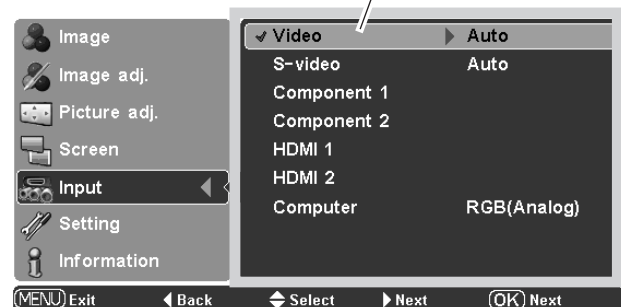 Image
Image adj.
Picture adj.
Screen
Input
Setting
Information
Video Auto
S-video Auto
Component 1
Component 2
HDMI 1
HDMI 2
Computer RGB(Analog)
MENU Exit Back Select Next OK Next